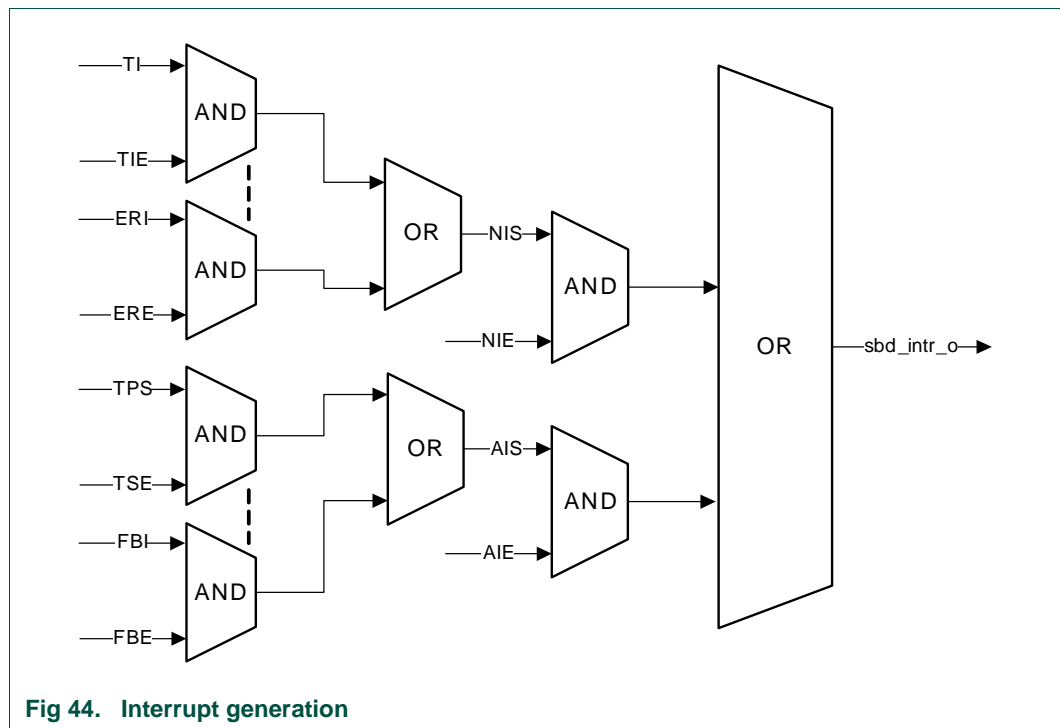 TI
AND
TIE
ERI
AND
ERE
OR
NIS
AND
NIE
TPS
AND
TSE
FBI
AND
FBE
OR
AIS
AND
AIE
OR
sbd_intr_o
Fig 44. Interrupt generation